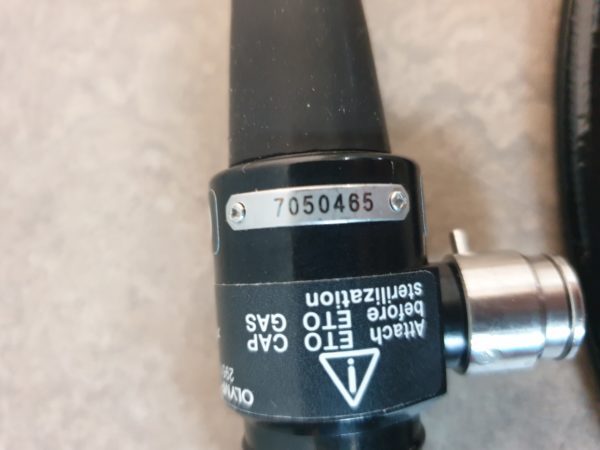 7050465
Attach
ETO CAP
before
ETO GAS
sterilization